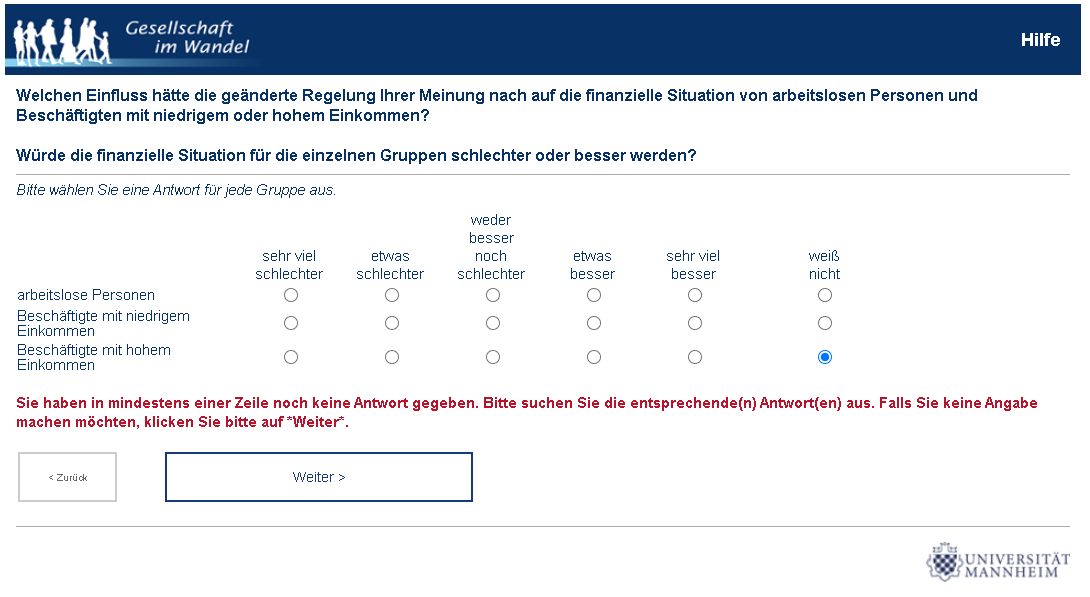 Gesellschaft
im Wandel
Hilfe
Welchen Einfluss hätte die geänderte Regelung Ihrer Meinung nach auf die finanzielle Situation von arbeitslosen Personen und
Beschäftigten mit niedrigem oder hohem Einkommen?
Würde die finanzielle Situation für die einzelnen Gruppen schlechter oder besser werden?
Bitte wählen Sie eine Antwort für jede Gruppe aus.
sehr viel
schlechter
etwas
schlechter
weder
besser
noch
schlechter
etwas
besser
sehr viel
besser
weiß
nicht
arbeitslose Personen
Beschäftigte mit niedrigem
Einkommen
Beschäftigte mit hohem
Einkommen
Sie haben in mindestens einer Zeile noch keine Antwort gegeben. Bitte suchen Sie die entsprechende(n) Antwort(en) aus. Falls Sie keine Angabe
machen möchten, klicken Sie bitte auf *Weiter*.
< Zurück
Weiter >
UNIVERSITÄT
MANNHEIM